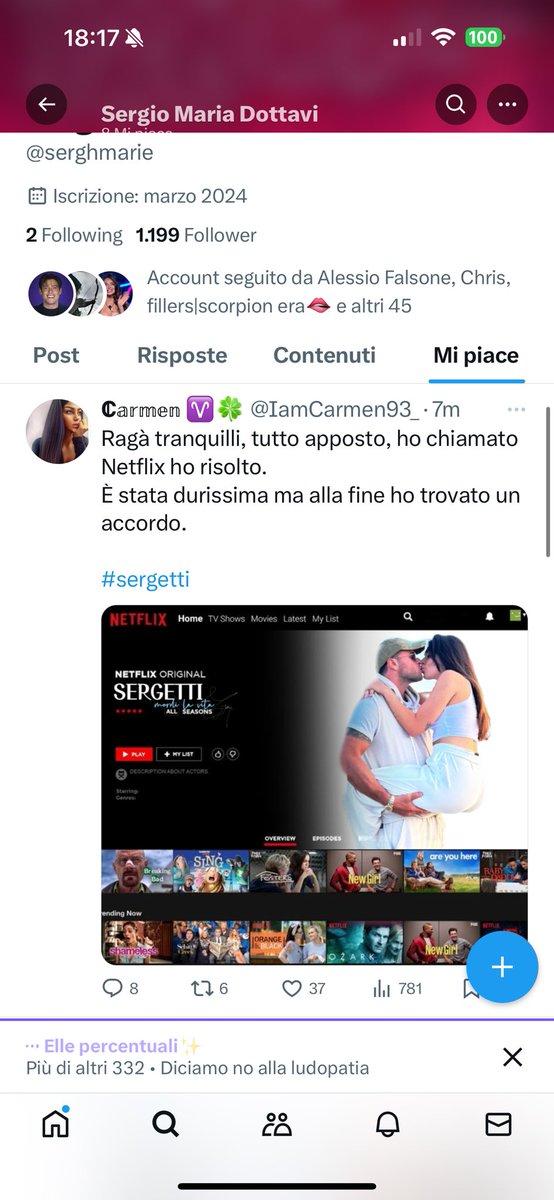 18:17
100
Sergio Maria Dottavi
8 Mi piace
@serghmarie
Iscrizione: marzo 2024
2 Following 1.199 Follower
Account seguito da Alessio Falsone, Chris,
fillers|scorpion era💋 e altri 45
Post Risposte Contenuti Mi piace
ℂ𝕒𝕣𝕞𝕖𝕟 ♈🍀 @IamCarmen93_ · 7m
Ragà tranquilli, tutto apposto, ho chiamato
Netflix ho risolto.
È stata durissima ma alla fine ho trovato un
accordo.
#sergetti
NETFLIX Home TV Shows Movies Latest My List
NETFLIX ORIGINAL
SERGETTI
mordi la vita
ALL SEASONS
PLAY + MY LIST
DESCRIPTION ABOUT ACTORS
Starring:
Genres:
OVERVIEW EPISODES
Breaking Bad
SiNG
FOSTERS
New Girl
are you here
BABY
ending Now
shameless
Schitt's Creek
ORANGE IS THE NEW BLACK
NETFLIX
OZARK
New Girl
8 6 37 781
··· Elle percentuali✨
Più di altri 332 • Diciamo no alla ludopatia